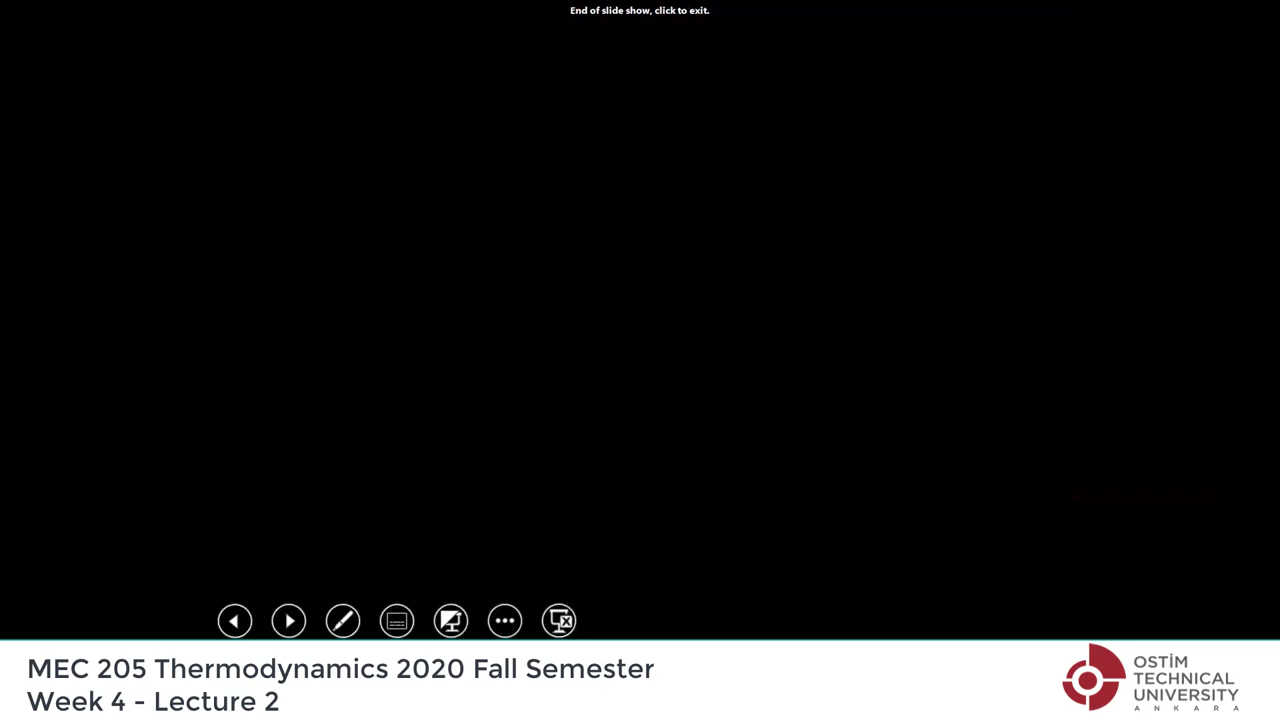 End of slide show, click to exit.
MEC 205 Thermodynamics 2020 Fall Semester
Week 4 - Lecture 2
OSTİM
TECHNICAL
UNIVERSITY
ANKARA